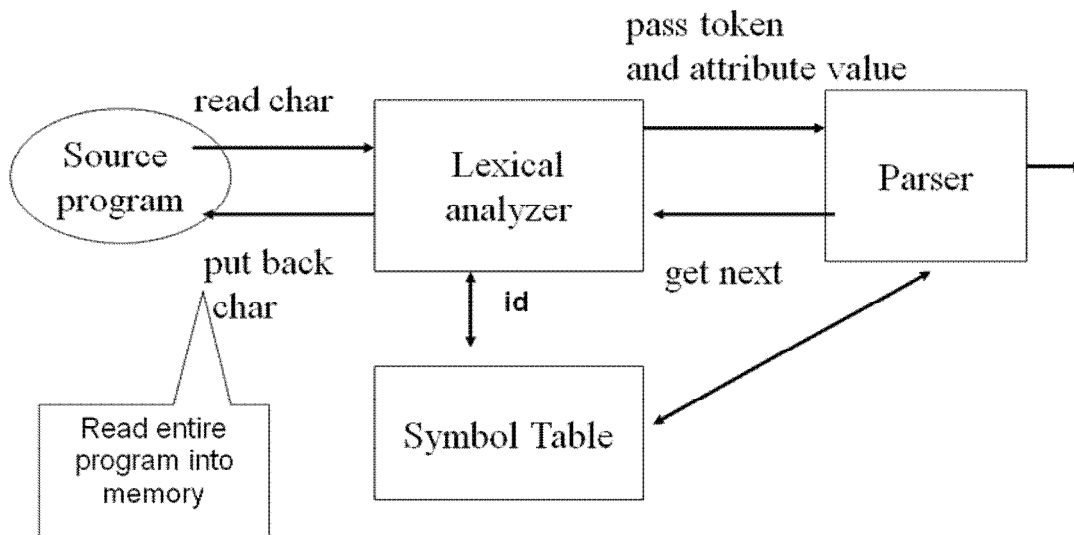 pass token
and attribute value
read char
Source
program
Lexical
analyzer
Parser
put back
char
get next
id
Symbol Table
Read entire
program into
memory